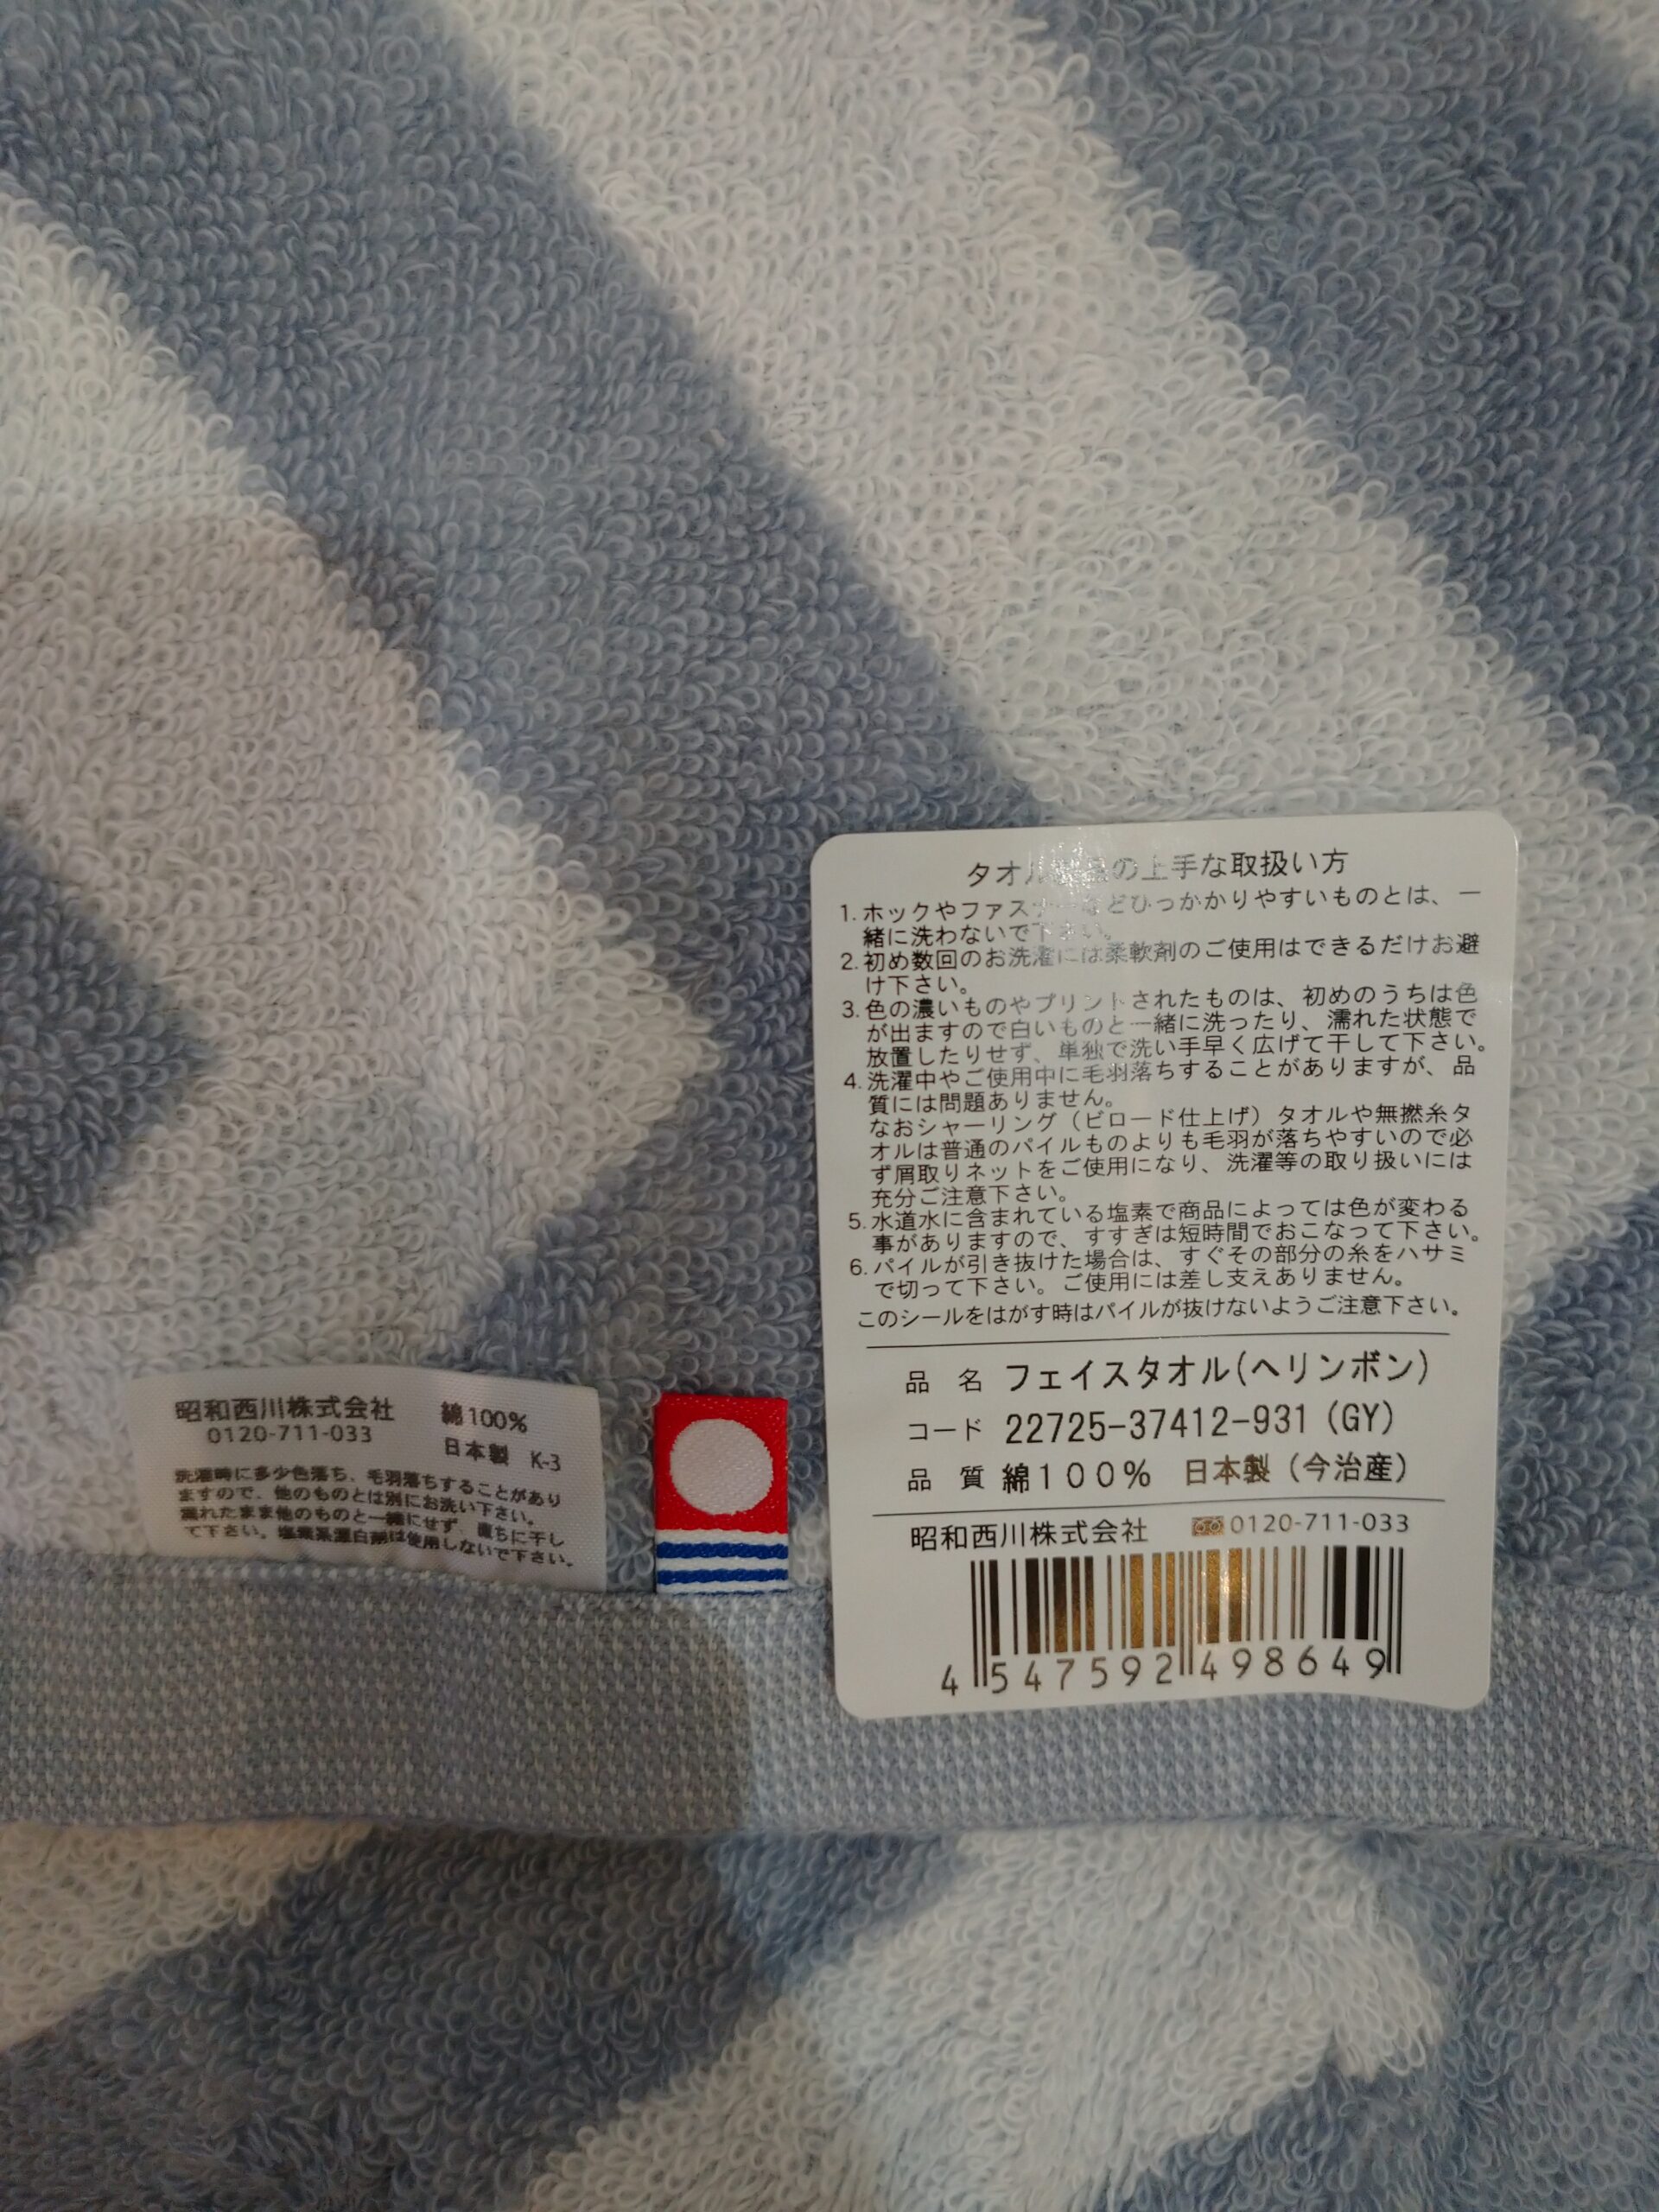 タオル製品の上手な取扱い方
1. ホックやファスナーなどひっかかりやすいものとは、一
緒に洗わないで下さい。
2. 初め数回のお洗濯には柔軟剤のご使用はできるだけお避
け下さい。
3. 色の濃いものやプリントされたものは、初めのうちは色
が出ますので白いものと一緒に洗ったり、濡れた状態で
放置したりせず、単独で洗い手早く広げて干して下さい。
4. 洗濯中やご使用中に毛羽落ちすることがありますが、品
質には問題ありません。
なおシャーリング（ビロード仕上げ）タオルや無撚糸タ
オルは普通のパイルものよりも毛羽が落ちやすいので必
ず屑取りネットをご使用になり、洗濯等の取り扱いには
充分ご注意下さい。
5. 水道水に含まれている塩素で商品によっては色が変わる
事がありますので、すすぎは短時間でおこなって下さい。
6. パイルが引き抜けた場合は、すぐその部分の糸をハサミ
で切って下さい。ご使用には差し支えありません。
このシールをはがす時はパイルが抜けないようご注意下さい。
品 名 フェイスタオル(ヘリンボン)
コード 22725-37412-931 (GY)
品 質 綿100% 日本製（今治産）
昭和西川株式会社 0120-711-033
4 547592 498649
昭和西川株式会社 綿100%
0120-711-033 日本製 K-3
洗濯時に多少色落ち、毛羽落ちすることがあり
ますので、他のものとは別にお洗い下さい。
濡れたまま他のものと一緒にせず、直ちに干し
て下さい。塩素系漂白剤は使用しないで下さい。